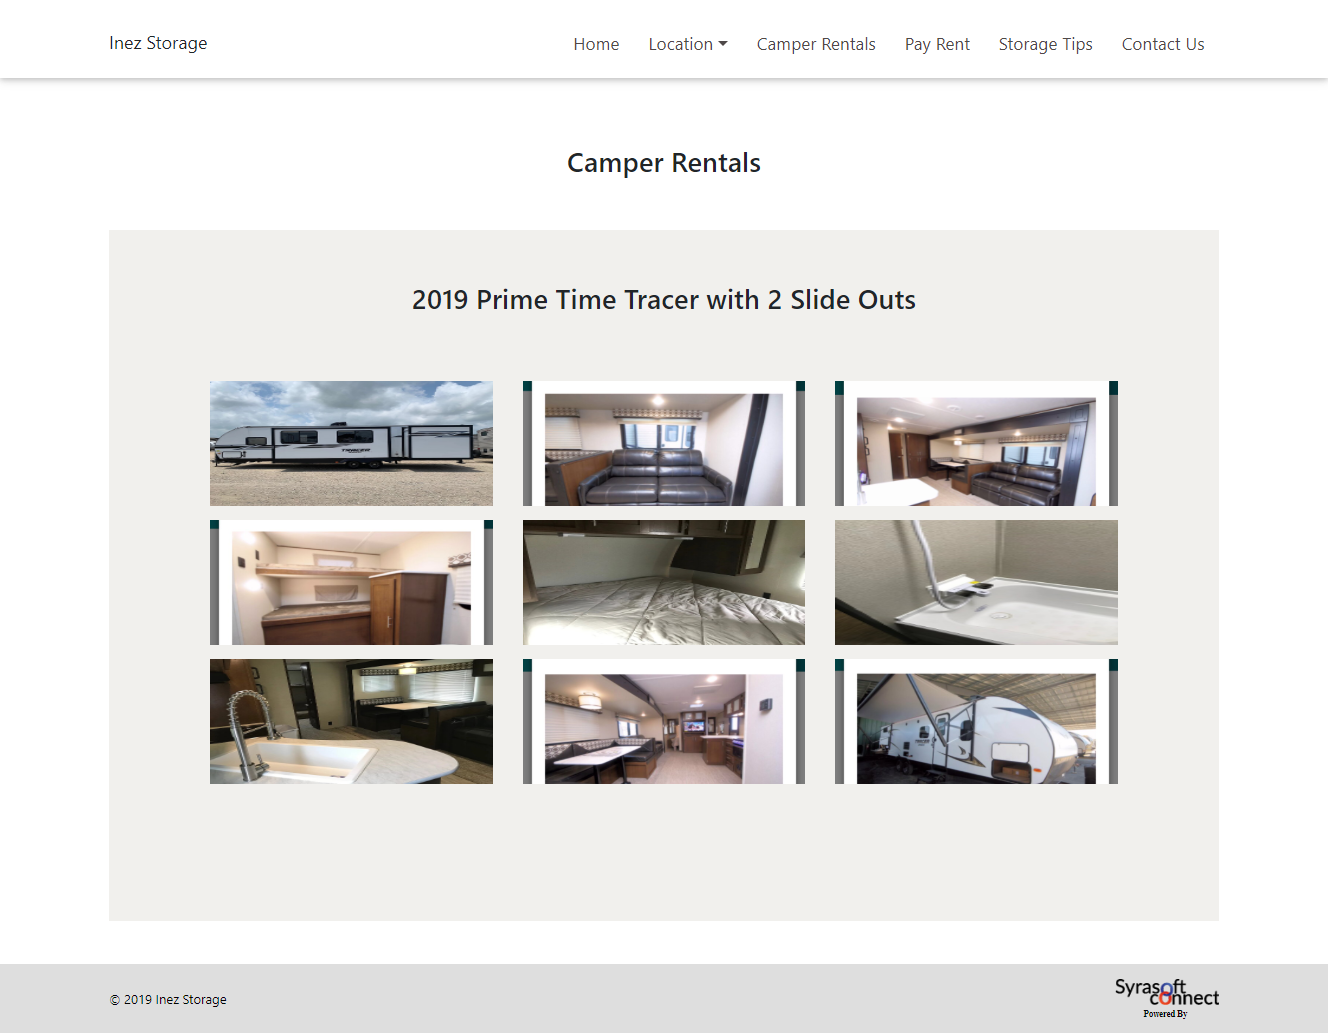 Inez Storage
Home Location Camper Rentals Pay Rent Storage Tips Contact Us
Camper Rentals
2019 Prime Time Tracer with 2 Slide Outs
TRACER
© 2019 Inez Storage
Syrasoft
connect
Powered By